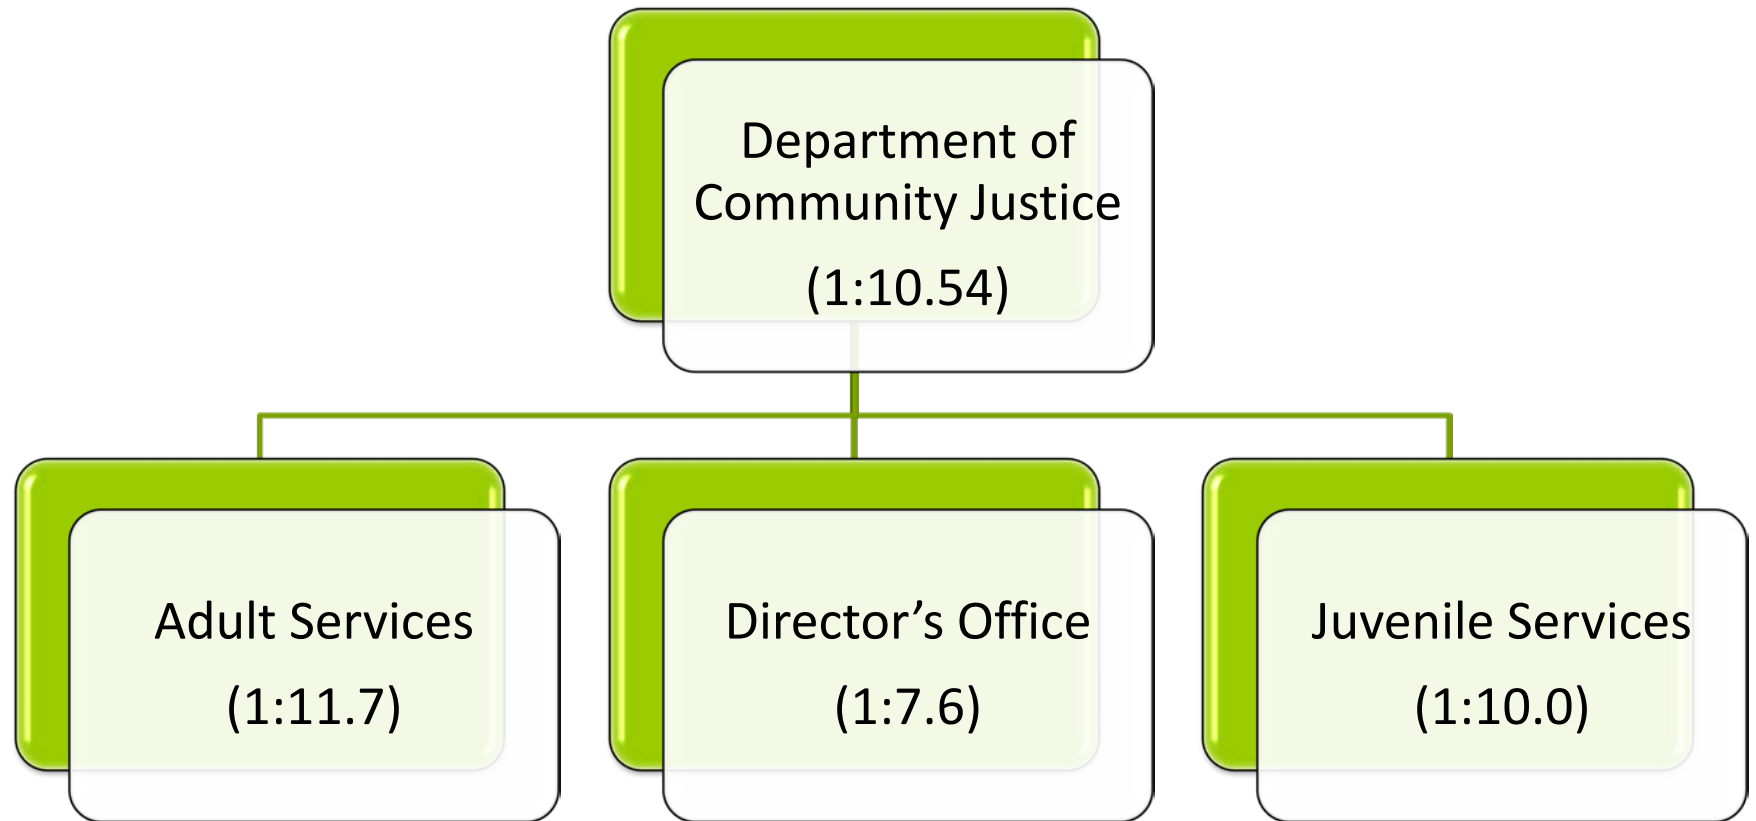 Department of
Community Justice
(1:10.54)
Adult Services
(1:11.7)
Director’s Office
(1:7.6)
Juvenile Services
(1:10.0)